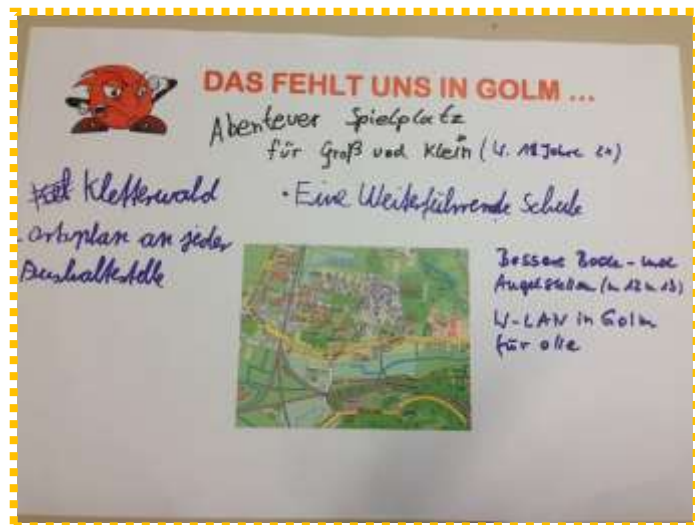 DAS FEHLT UNS IN GOLM ...
Abenteuer Spielplatz
für Groß und Klein (
Kletterwald
ortsplan an jeder
Bushaltestelle
· Eine Weiterführende Schule
Bessere Bade- und
Angelstellen (
W-LAN in Golm
für alle